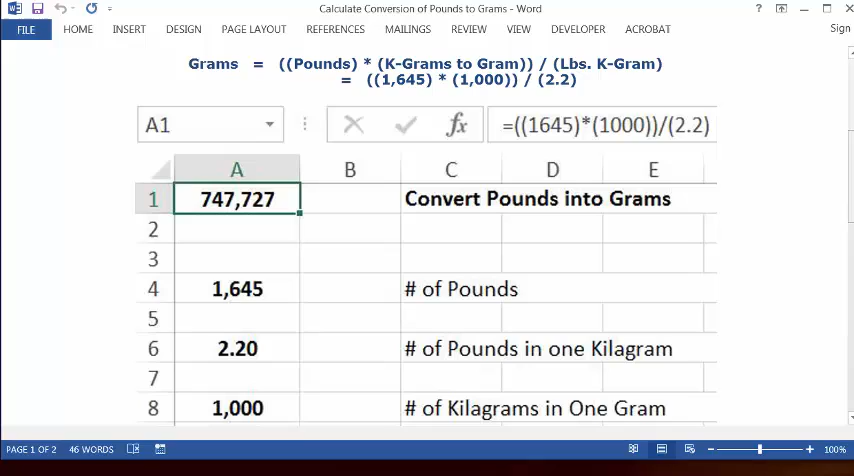 Calculate Conversion of Pounds to Grams - Word
?
FILE HOME INSERT DESIGN PAGE LAYOUT REFERENCES MAILINGS REVIEW VIEW DEVELOPER ACROBAT Sign
Grams = ((Pounds) * (K-Grams to Gram)) / (Lbs. K-Gram)
= ((1,645) * (1,000)) / (2.2)
A1 fx =((1645)*(1000))/(2.2)
A B C D E
1 747,727 Convert Pounds into Grams
2
3
4 1,645 # of Pounds
5
6 2.20 # of Pounds in one Kilagram
7
8 1,000 # of Kilagrams in One Gram
PAGE 1 OF 2 46 WORDS 100%